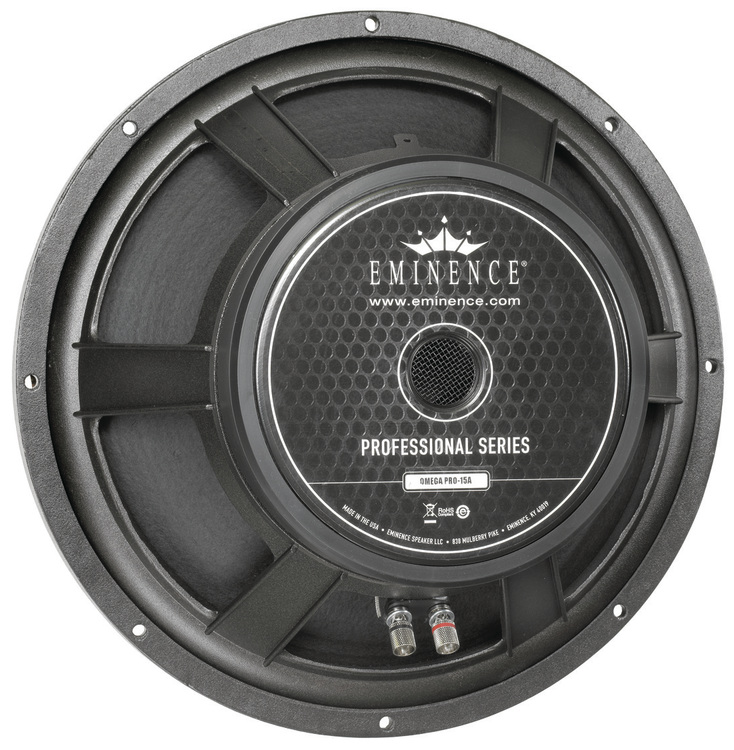 EMINENCE®
www.eminence.com
PROFESSIONAL SERIES
OMEGA PRO-15A
RoHS
Compliant
e
MADE IN THE USA • EMINENCE SPEAKER LLC • 838 MULBERRY PIKE • EMINENCE, KY 40019